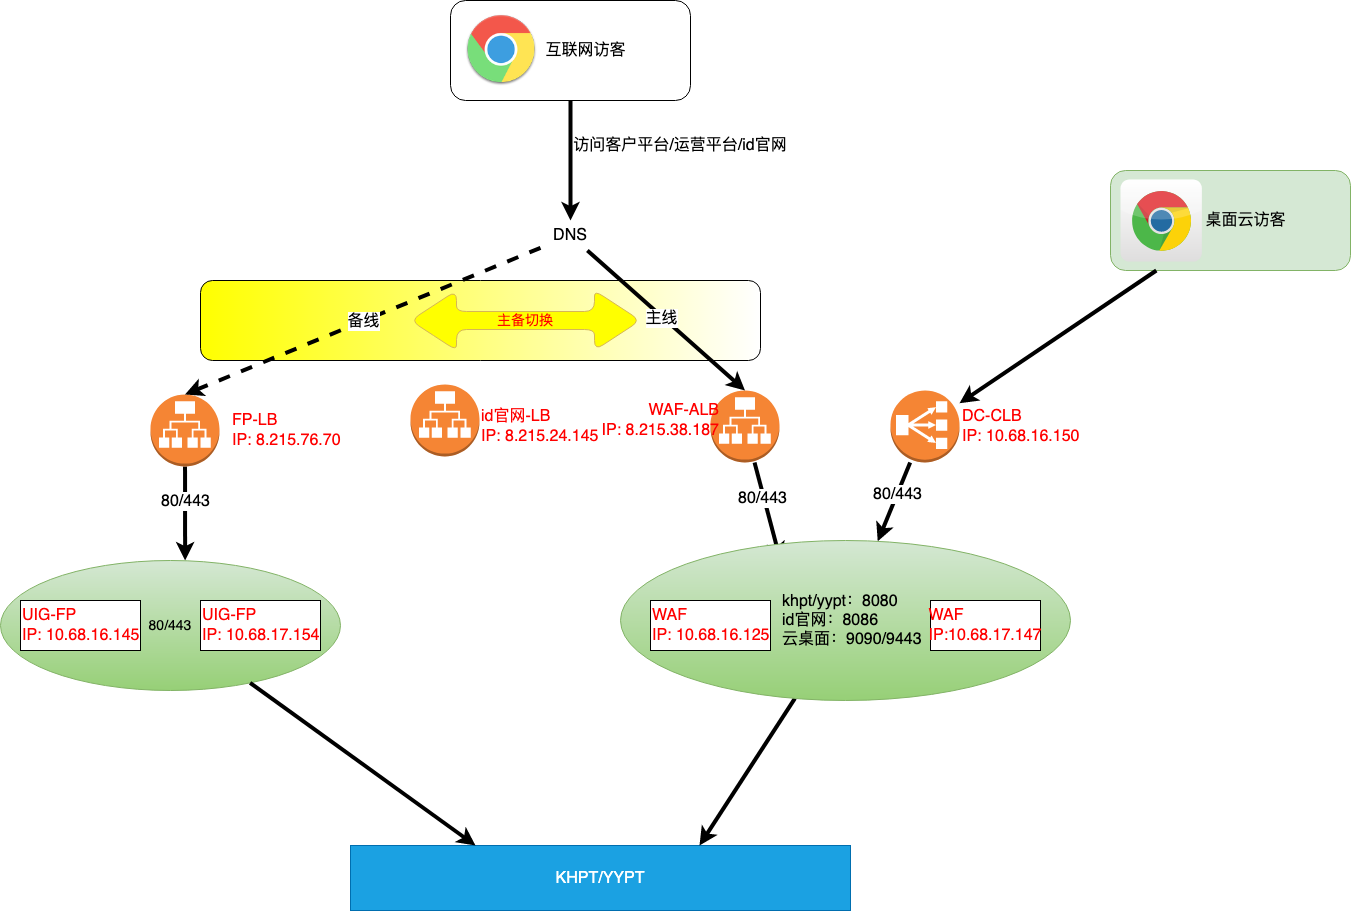 互联网访客
访问客户平台/运营平台/id官网
桌面云访客
DNS
备线
主备切换
主线
FP-LB
IP: 8.215.76.70
id官网-LB
IP: 8.215.24.145
WAF-ALB
IP: 8.215.38.187
DC-CLB
IP: 10.68.16.150
80/443
80/443
80/443
UIG-FP
IP: 10.68.16.145
80/443
UIG-FP
IP: 10.68.17.154
WAF
IP: 10.68.16.125
khpt/yypt：8080
id官网：8086
云桌面：9090/9443
WAF
IP:10.68.17.147
KHPT/YYPT